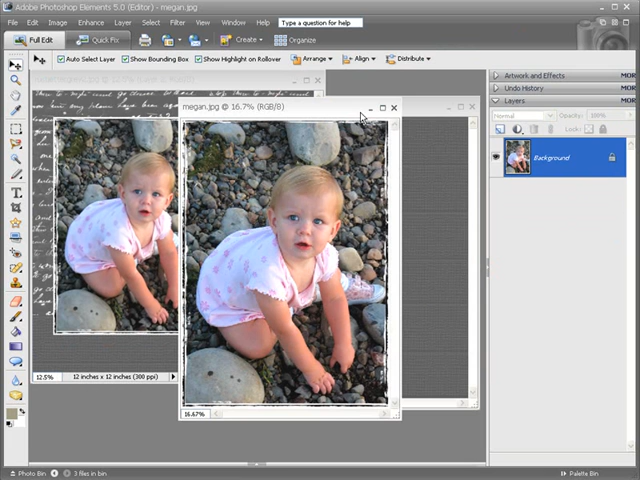 Adobe Photoshop Elements 5.0 (Editor) - megan.jpg
File Edit Image Enhance Layer Select Filter View Window Help Type a question for help
Full Edit Quick Fix Create Organize
Auto Select Layer Show Bounding Box Show Highlight on Rollover Arrange Align Distribute
Artwork and Effects MOR
Undo History MOR
Layers MOR
Normal Opacity: 100%
Lock:
Background
megan.jpg @ 16.7% (RGB/8)
12.5% 12 inches x 12 inches (300 ppi)
16.67%
Photo Bin 3 files in bin Palette Bin